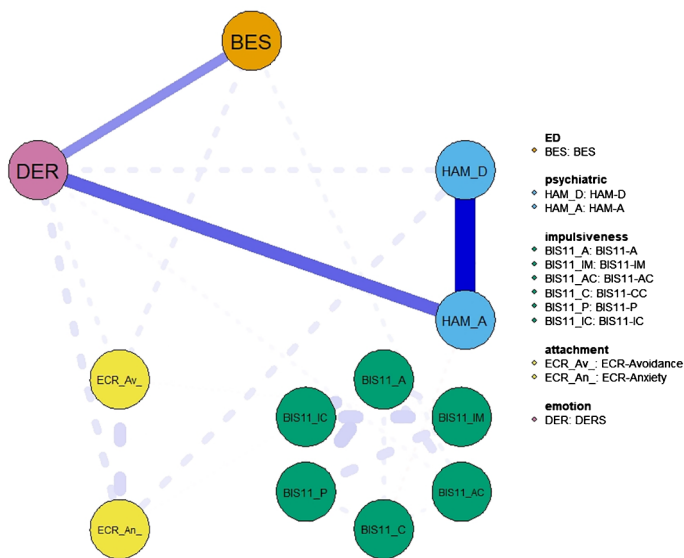 BES
DER
HAM_D
HAM_A
ECR_Av_
BIS11_A
BIS11_IC
BIS11_IM
BIS11_P
BIS11_AC
ECR_An_
BIS11_C
ED
BES: BES
psychiatric
HAM_D: HAM-D
HAM_A: HAM-A
impulsiveness
BIS11_A: BIS11-A
BIS11_IM: BIS11-IM
BIS11_AC: BIS11-AC
BIS11_C: BIS11-CC
BIS11_P: BIS11-P
BIS11_IC: BIS11-IC
attachment
ECR_Av_: ECR-Avoidance
ECR_An_: ECR-Anxiety
emotion
DER: DERS